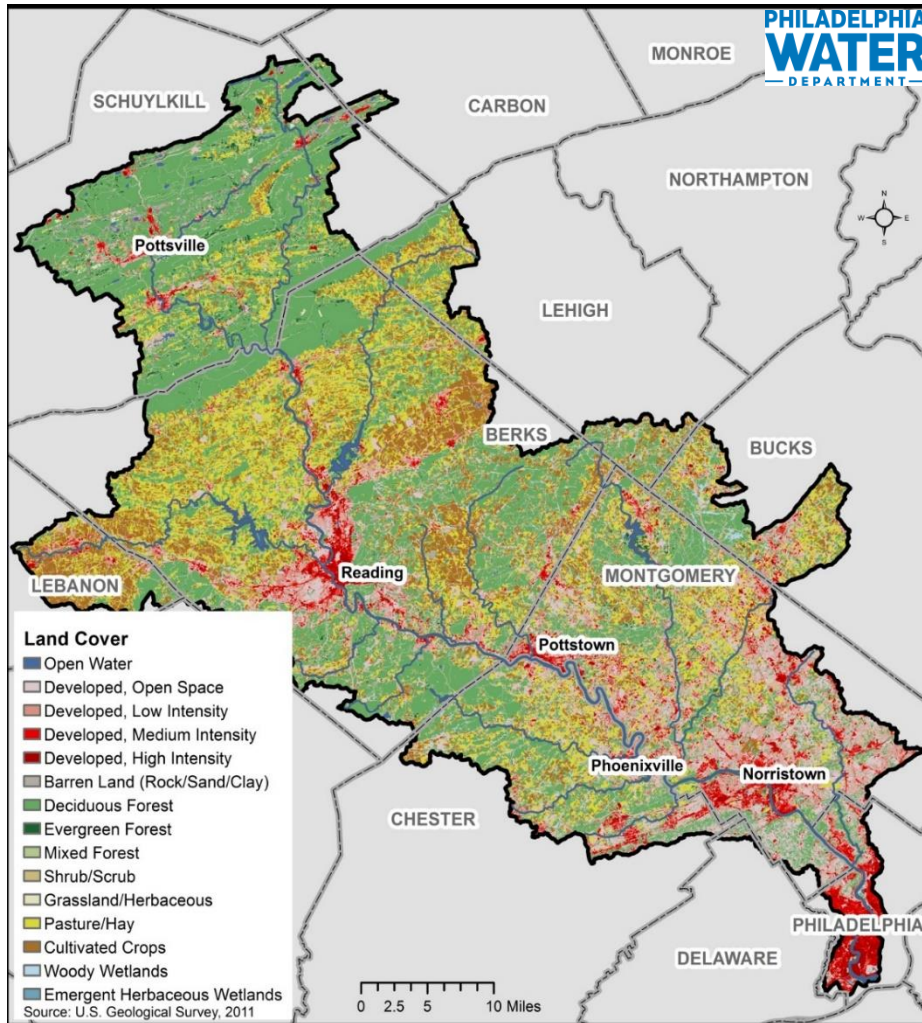 PHILADELPHIA
WATER
DEPARTMENT
MONROE
SCHUYLKILL
CARBON
NORTHAMPTON
N
W E
S
Pottsville
LEHIGH
BERKS
BUCKS
Reading
LEBANON
MONTGOMERY
Pottstown
Phoenixville
Norristown
CHESTER
PHILADELPHIA
DELAWARE
Land Cover
Open Water
Developed, Open Space
Developed, Low Intensity
Developed, Medium Intensity
Developed, High Intensity
Barren Land (Rock/Sand/Clay)
Deciduous Forest
Evergreen Forest
Mixed Forest
Shrub/Scrub
Grassland/Herbaceous
Pasture/Hay
Cultivated Crops
Woody Wetlands
Emergent Herbaceous Wetlands
Source: U.S. Geological Survey, 2011
0 2.5 5 10 Miles